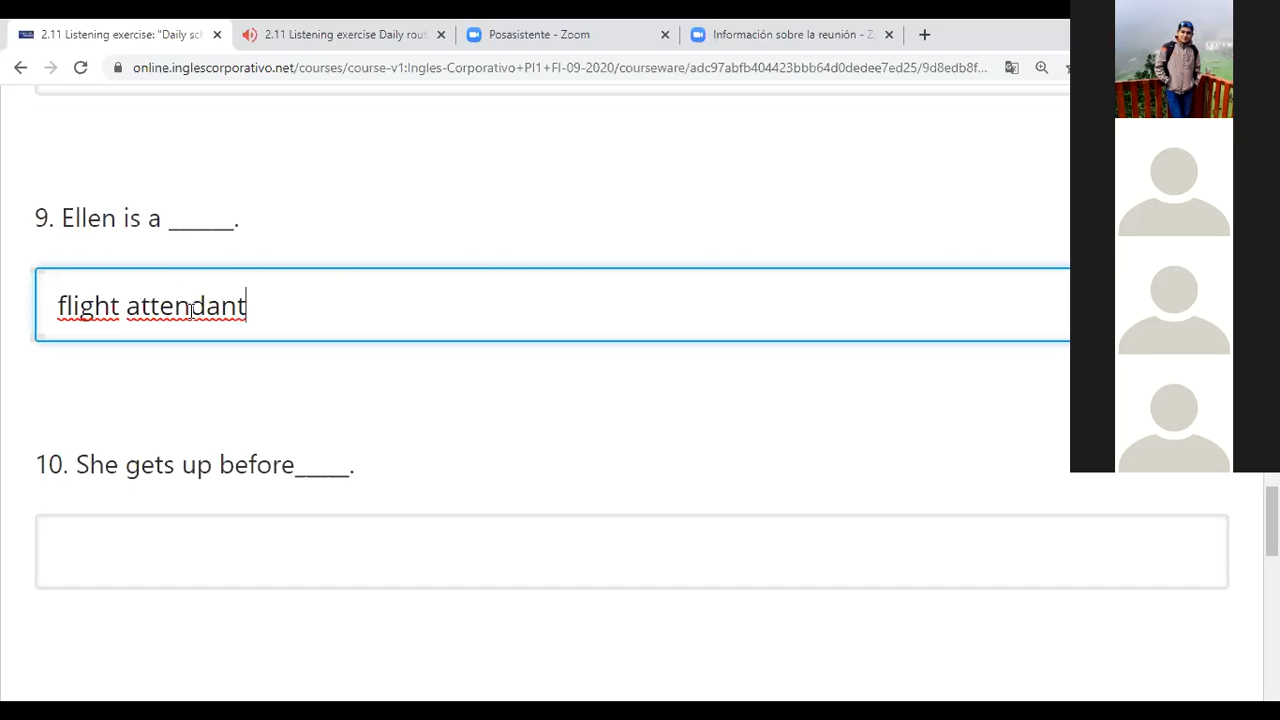 2.11 Listening exercise: "Daily sch
2.11 Listening exercise Daily rout
Posasistente - Zoom
Información sobre la reunión - Z
online.inglescorporativo.net/courses/course-v1:Ingles-Corporativo+PI1+FI-09-2020/courseware/adc97abfb404423bbb64d0dedee7ed25/9d8edb8f...
9. Ellen is a ______.
flight attendant
10. She gets up before_____.